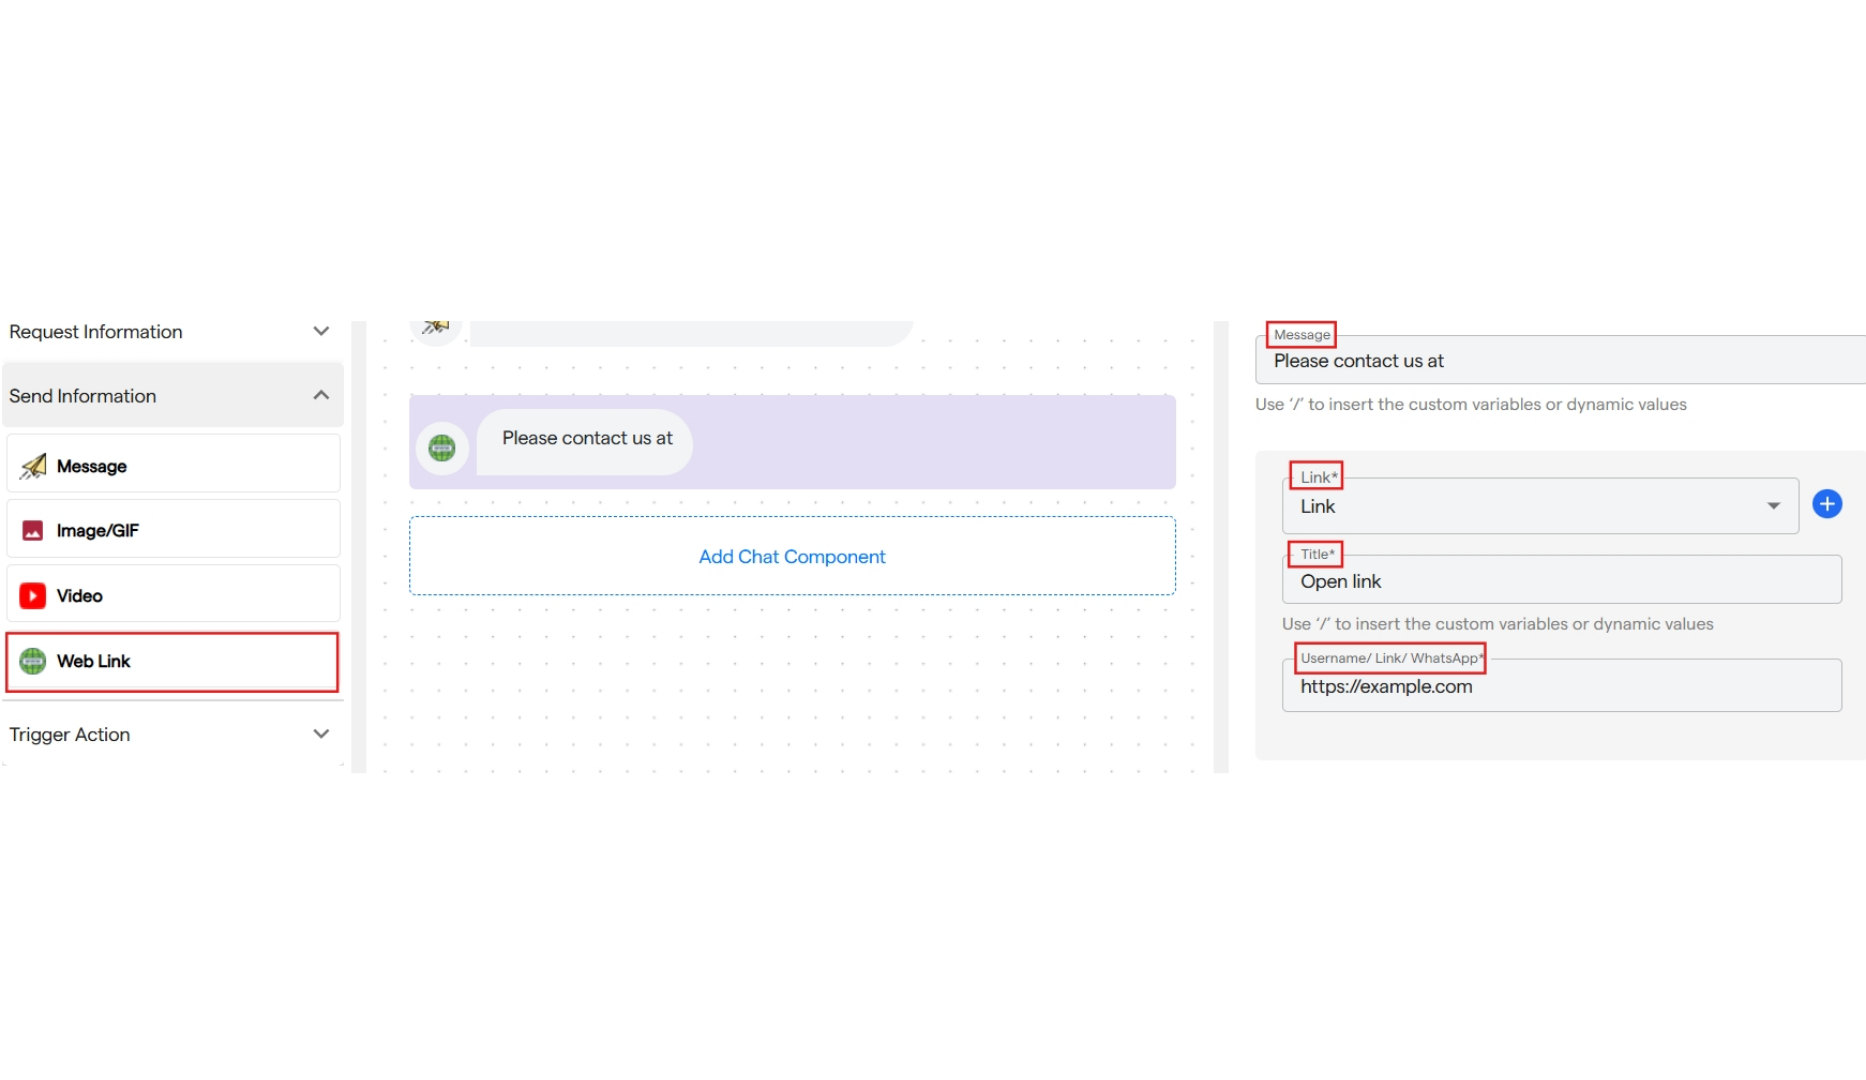 Request Information
Send Information
Message
Image/GIF
Video
Web Link
Trigger Action
Please contact us at
Add Chat Component
Message
Please contact us at
Use ‘/’ to insert the custom variables or dynamic values
Link*
Link
Title*
Open link
Use ‘/’ to insert the custom variables or dynamic values
Username/ Link/ WhatsApp*
https://example.com